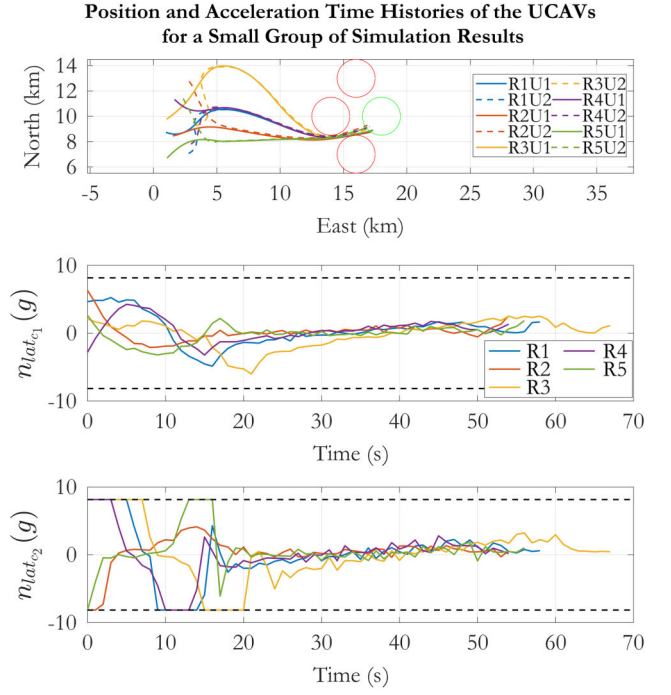 Position and Acceleration Time Histories of the UCAVs
for a Small Group of Simulation Results
14
12
10
8
6
North (km)
R1U1
R1U2
R2U1
R2U2
R3U1
R3U2
R4U1
R4U2
R5U1
R5U2
-5 0 5 10 15 20 25 30 35
East (km)
10
0
-10
n_{lat_{c_1}}(g)
R1
R2
R3
R4
R5
0 10 20 30 40 50 60 70
Time (s)
10
0
-10
n_{lat_{c_2}}(g)
0 10 20 30 40 50 60 70
Time (s)